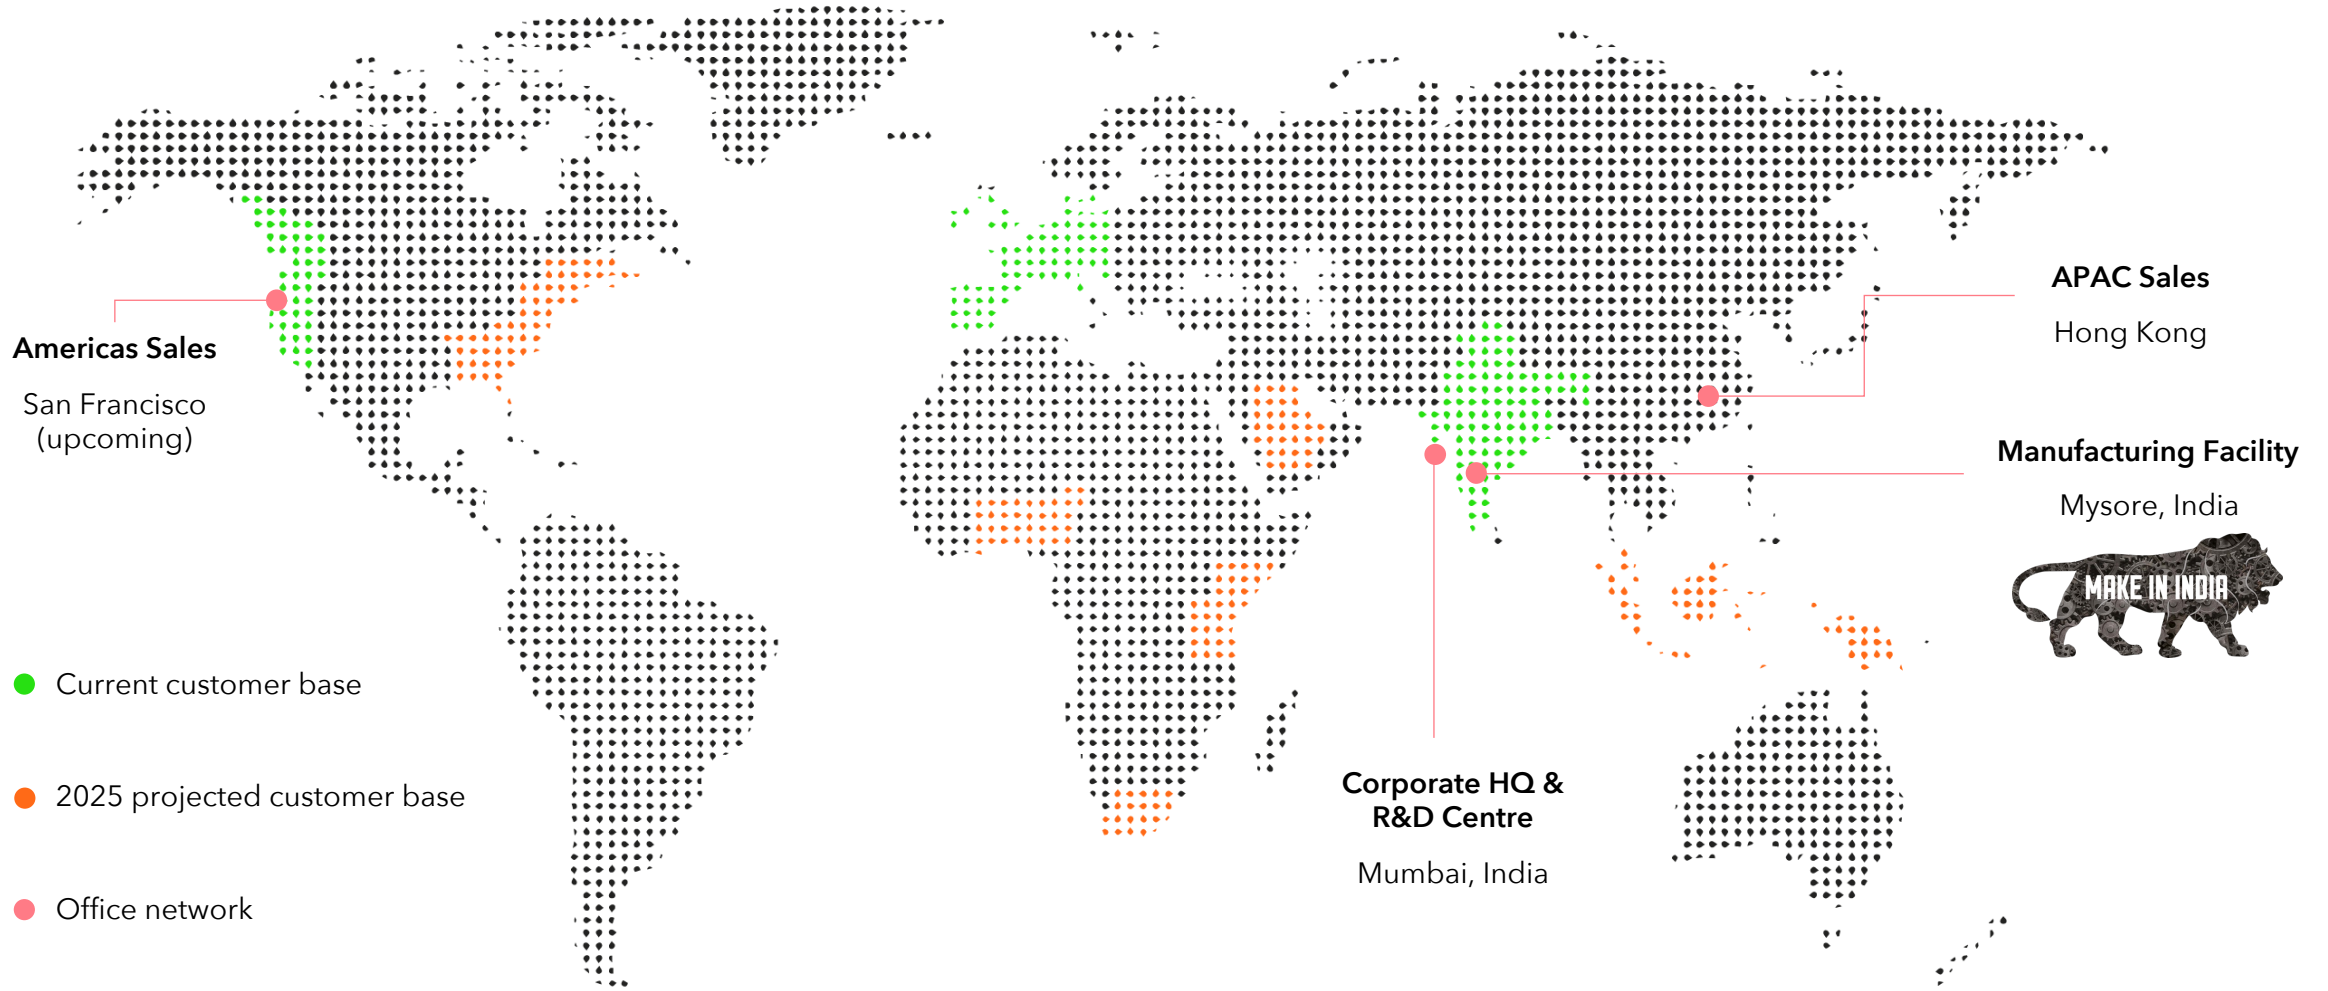 APAC Sales
Hong Kong
Americas Sales
San Francisco
(upcoming)
Manufacturing Facility
Mysore, India
MAKE IN INDIA
Current customer base
2025 projected customer base
Office network
Corporate HQ &
R&D Centre
Mumbai, India